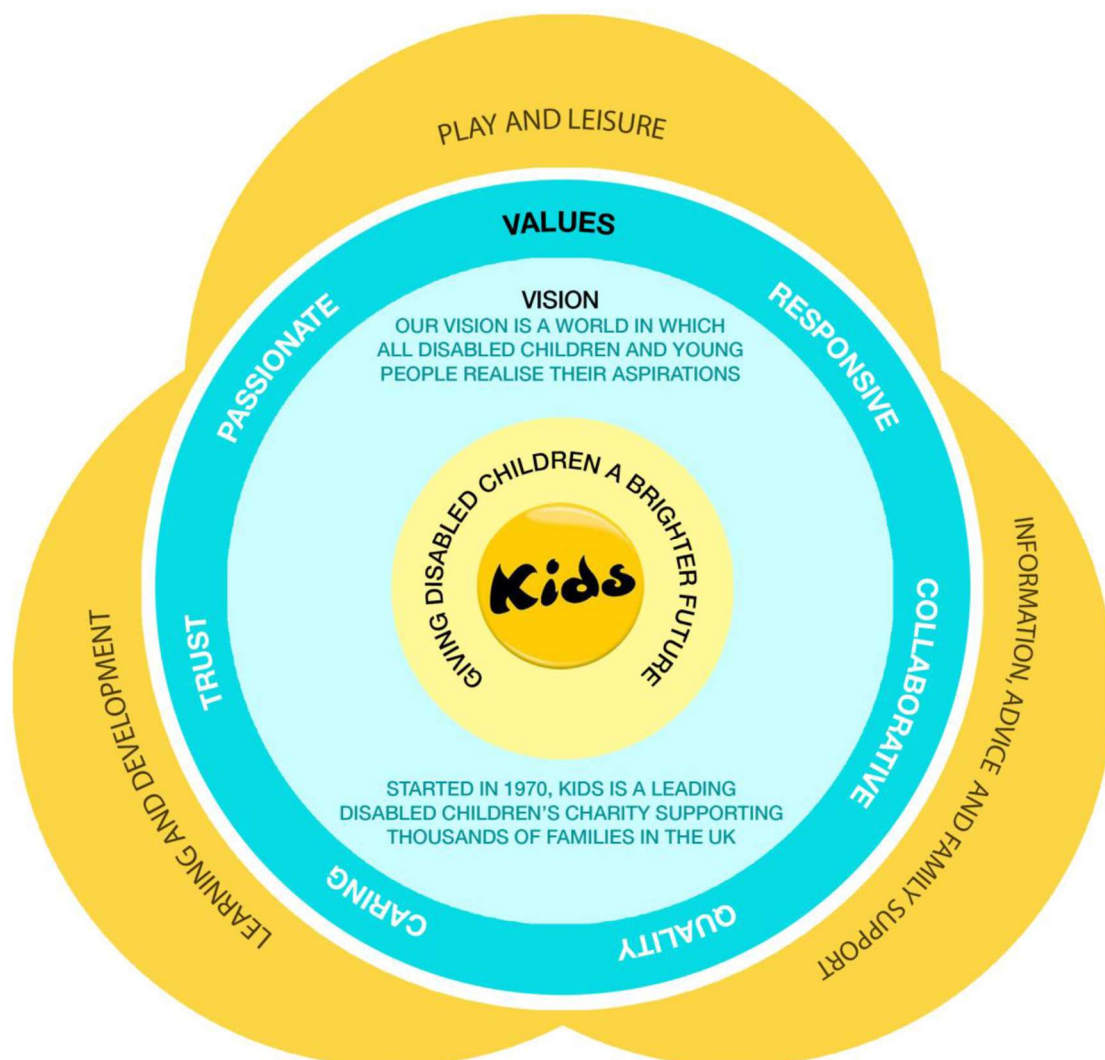 PLAY AND LEISURE
VALUES
PASSIONATE
RESPONSIVE
VISION
OUR VISION IS A WORLD IN WHICH
ALL DISABLED CHILDREN AND YOUNG
PEOPLE REALISE THEIR ASPIRATIONS
GIVING DISABLED CHILDREN A BRIGHTER FUTURE
Kids
TRUST
COLLABORATIVE
LEARNING AND DEVELOPMENT
INFORMATION, ADVICE AND FAMILY SUPPORT
STARTED IN 1970, KIDS IS A LEADING
DISABLED CHILDREN'S CHARITY SUPPORTING
THOUSANDS OF FAMILIES IN THE UK
CARING
QUALITY